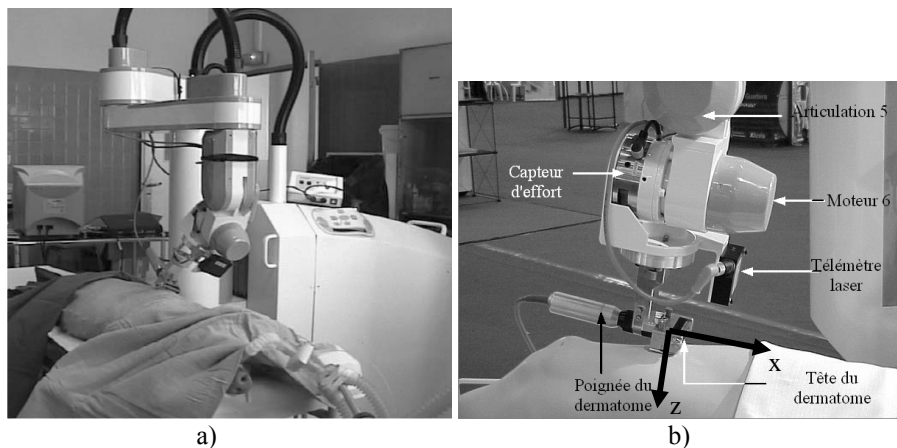 Articulation 5
Capteur
d'effort
Moteur 6
Télémètre
laser
X
Poignée du
dermatome
Z
Tête du
dermatome
a)
b)